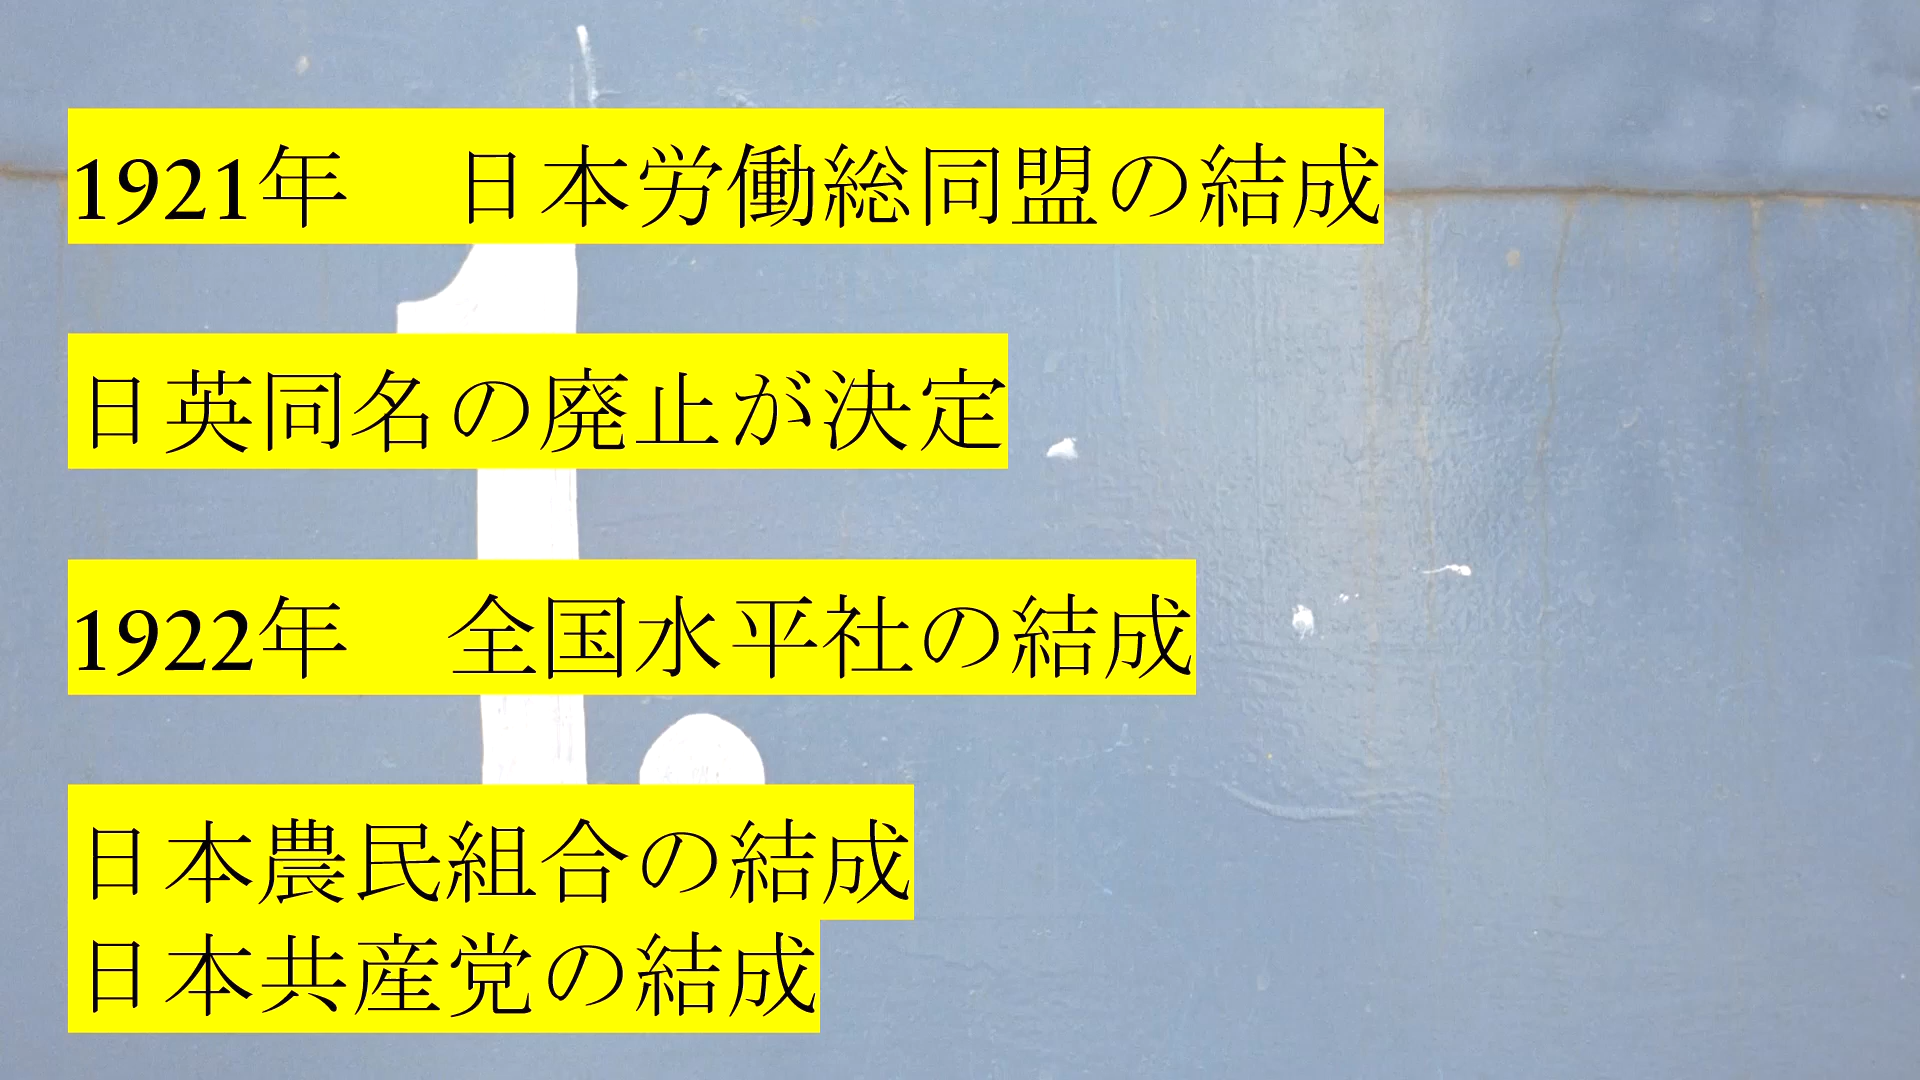 1921年　日本労働総同盟の結成
日英同名の廃止が決定
1922年　全国水平社の結成
日本農民組合の結成
日本共産党の結成